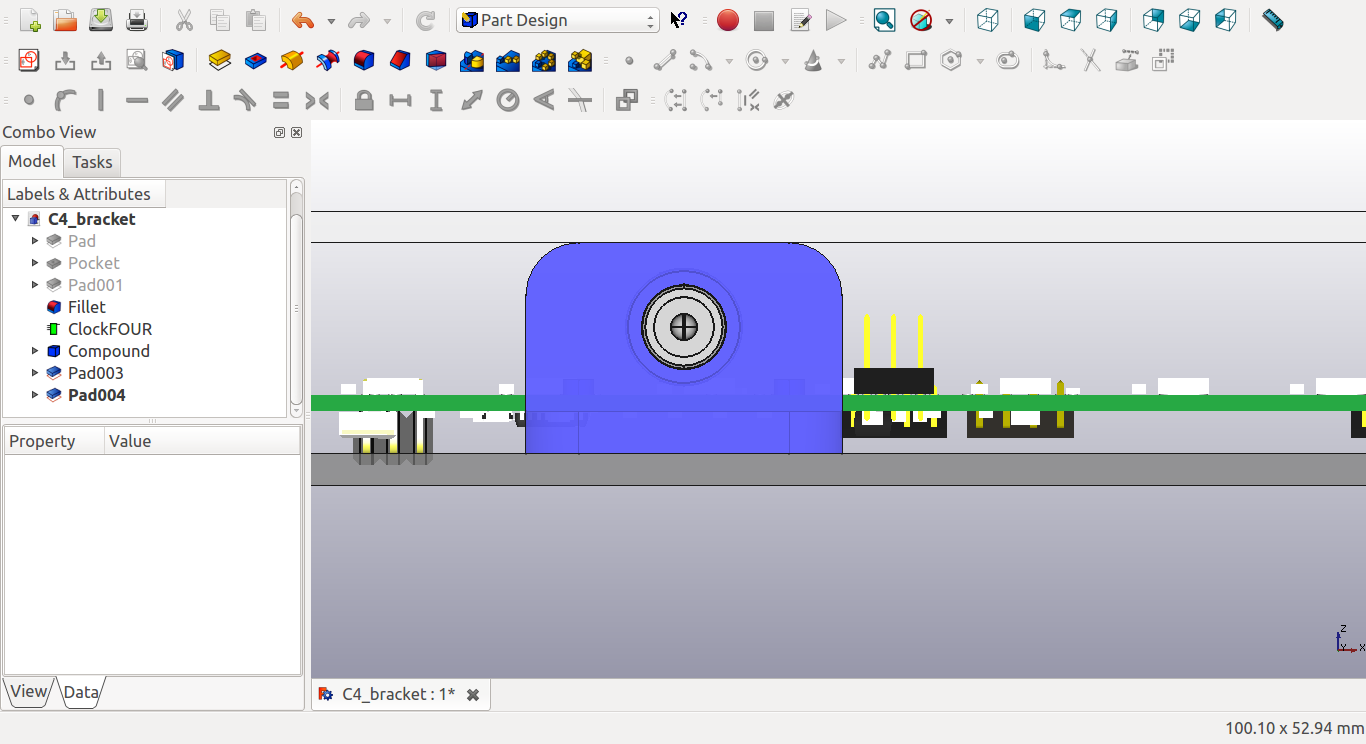 Part Design
Combo View
Model
Tasks
Labels & Attributes
C4_bracket
Pad
Pocket
Pad001
Fillet
ClockFOUR
Compound
Pad003
Pad004
Property
Value
View
Data
Z
Y
X
C4_bracket : 1*
100.10 x 52.94 mm